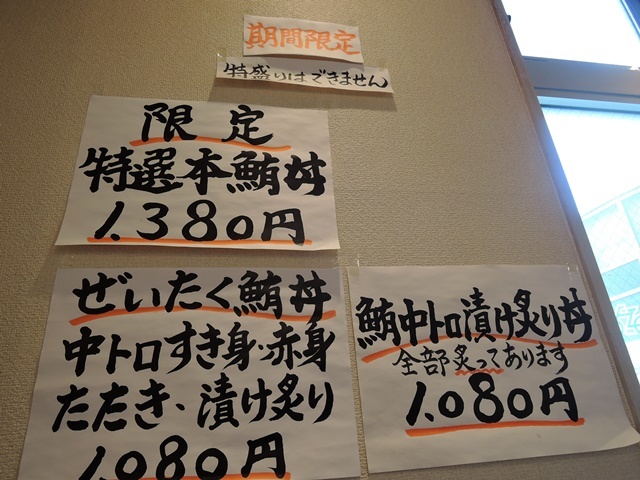 期間限定
特盛りはできません
限定
特選本鮪丼
1,380円
ぜいたく鮪丼
中トロすき身・赤身
たたき・漬け炙り
1,080円
鮪中トロ漬け炙り丼
全部炙ってあります
1,080円